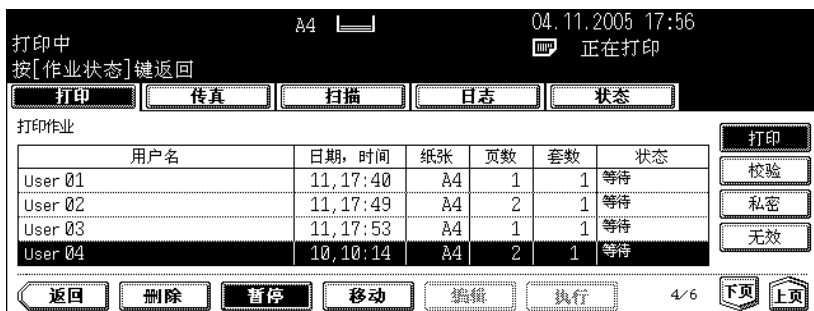 A4 04.11.2005 17:56
打印中 正在打印
按[作业状态]键返回
打印 传真 扫描 日志 状态
打印作业
用户名 日期，时间 纸张 页数 套数 状态
User 01 11,17:40 A4 1 1 等待
User 02 11,17:49 A4 2 1 等待
User 03 11,17:53 A4 1 1 等待
User 04 10,10:14 A4 2 1 等待
打印
校验
私密
无效
返回 删除 暂停 移动 编辑 执行 4/6 下页 上页